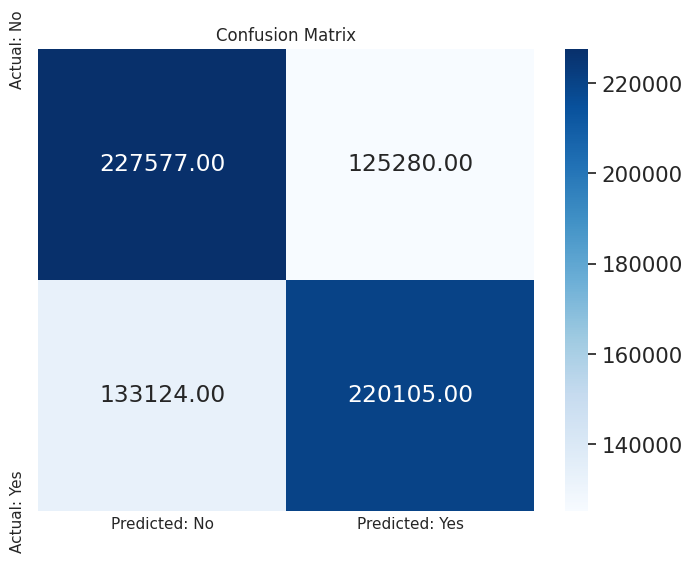 Confusion Matrix
Actual: No
227577.00 125280.00
Actual: Yes
133124.00 220105.00
Predicted: No Predicted: Yes
220000
200000
180000
160000
140000